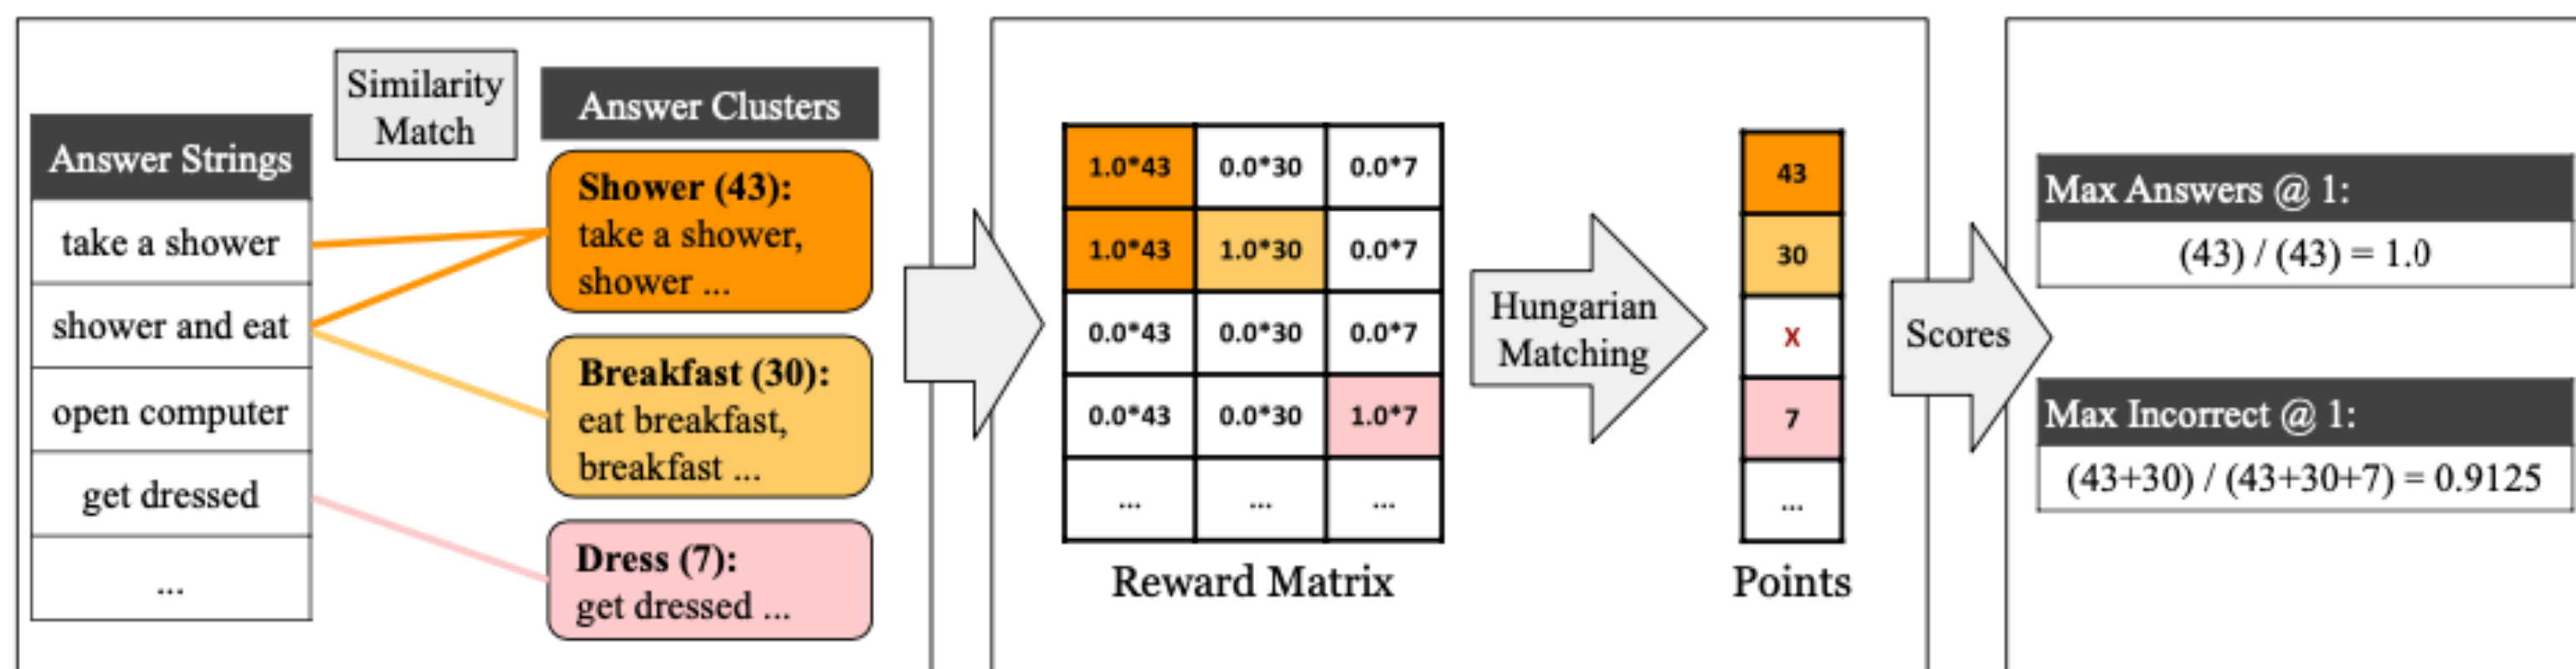 Similarity
Match
Answer Strings
take a shower
shower and eat
open computer
get dressed
...
Answer Clusters
Shower (43):
take a shower,
shower ...
Breakfast (30):
eat breakfast,
breakfast ...
Dress (7):
get dressed ...
1.0*43 0.0*30 0.0*7
1.0*43 1.0*30 0.0*7
0.0*43 0.0*30 0.0*7
0.0*43 0.0*30 1.0*7
... ... ...
Reward Matrix
Hungarian
Matching
43
30
X
7
...
Points
Scores
Max Answers @ 1:
(43) / (43) = 1.0
Max Incorrect @ 1:
(43+30) / (43+30+7) = 0.9125